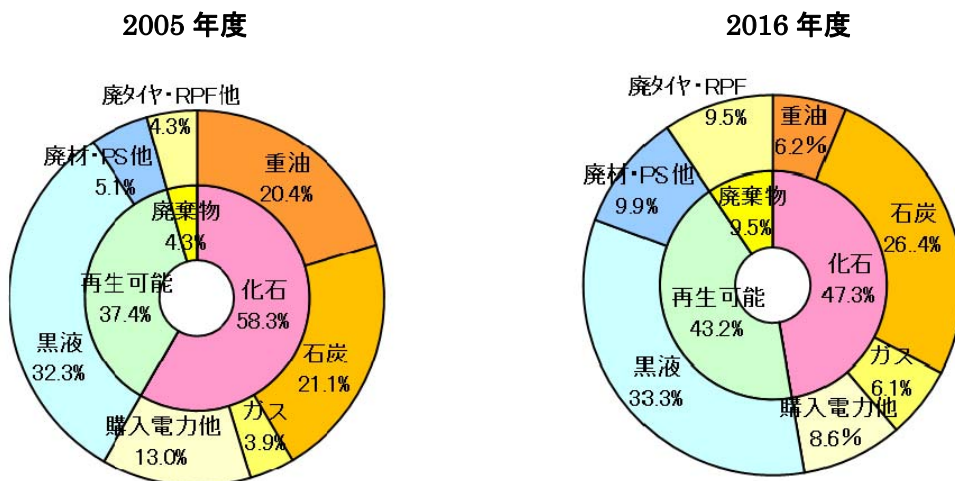 2005 年度
廃タイヤ・RPF他
4.3%
重油
20.4%
廃材・PS他
5.1%
廃棄物
4.3%
再生可能
37.4%
化石
58.3%
黒液
32.3%
石炭
21.1%
ガス
3.9%
購入電力他
13.0%
2016 年度
廃タイヤ・RPF
9.5%
重油
6.2%
廃材・PS他
9.9%
廃棄物
9.5%
石炭
26..4%
化石
47.3%
再生可能
43.2%
黒液
33.3%
ガス
6.1%
購入電力他
8.6%